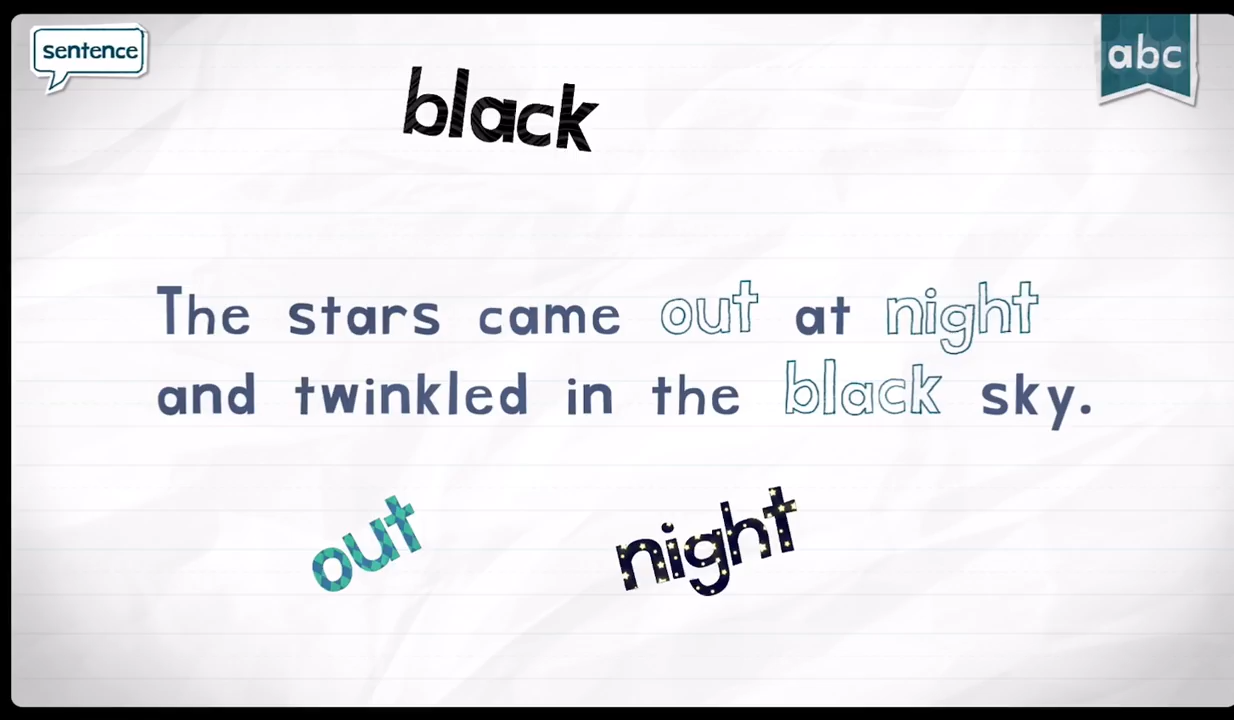 sentence
abc
black
The stars came out at night
and twinkled in the black sky.
out
night